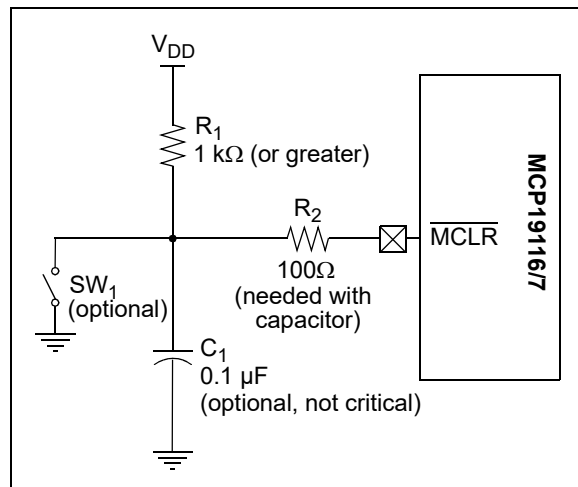 VDD
R1
1 kΩ (or greater)
R2
100Ω
(needed with
capacitor)
MCLR
MCP19116/7
SW1
(optional)
C1
0.1 µF
(optional, not critical)